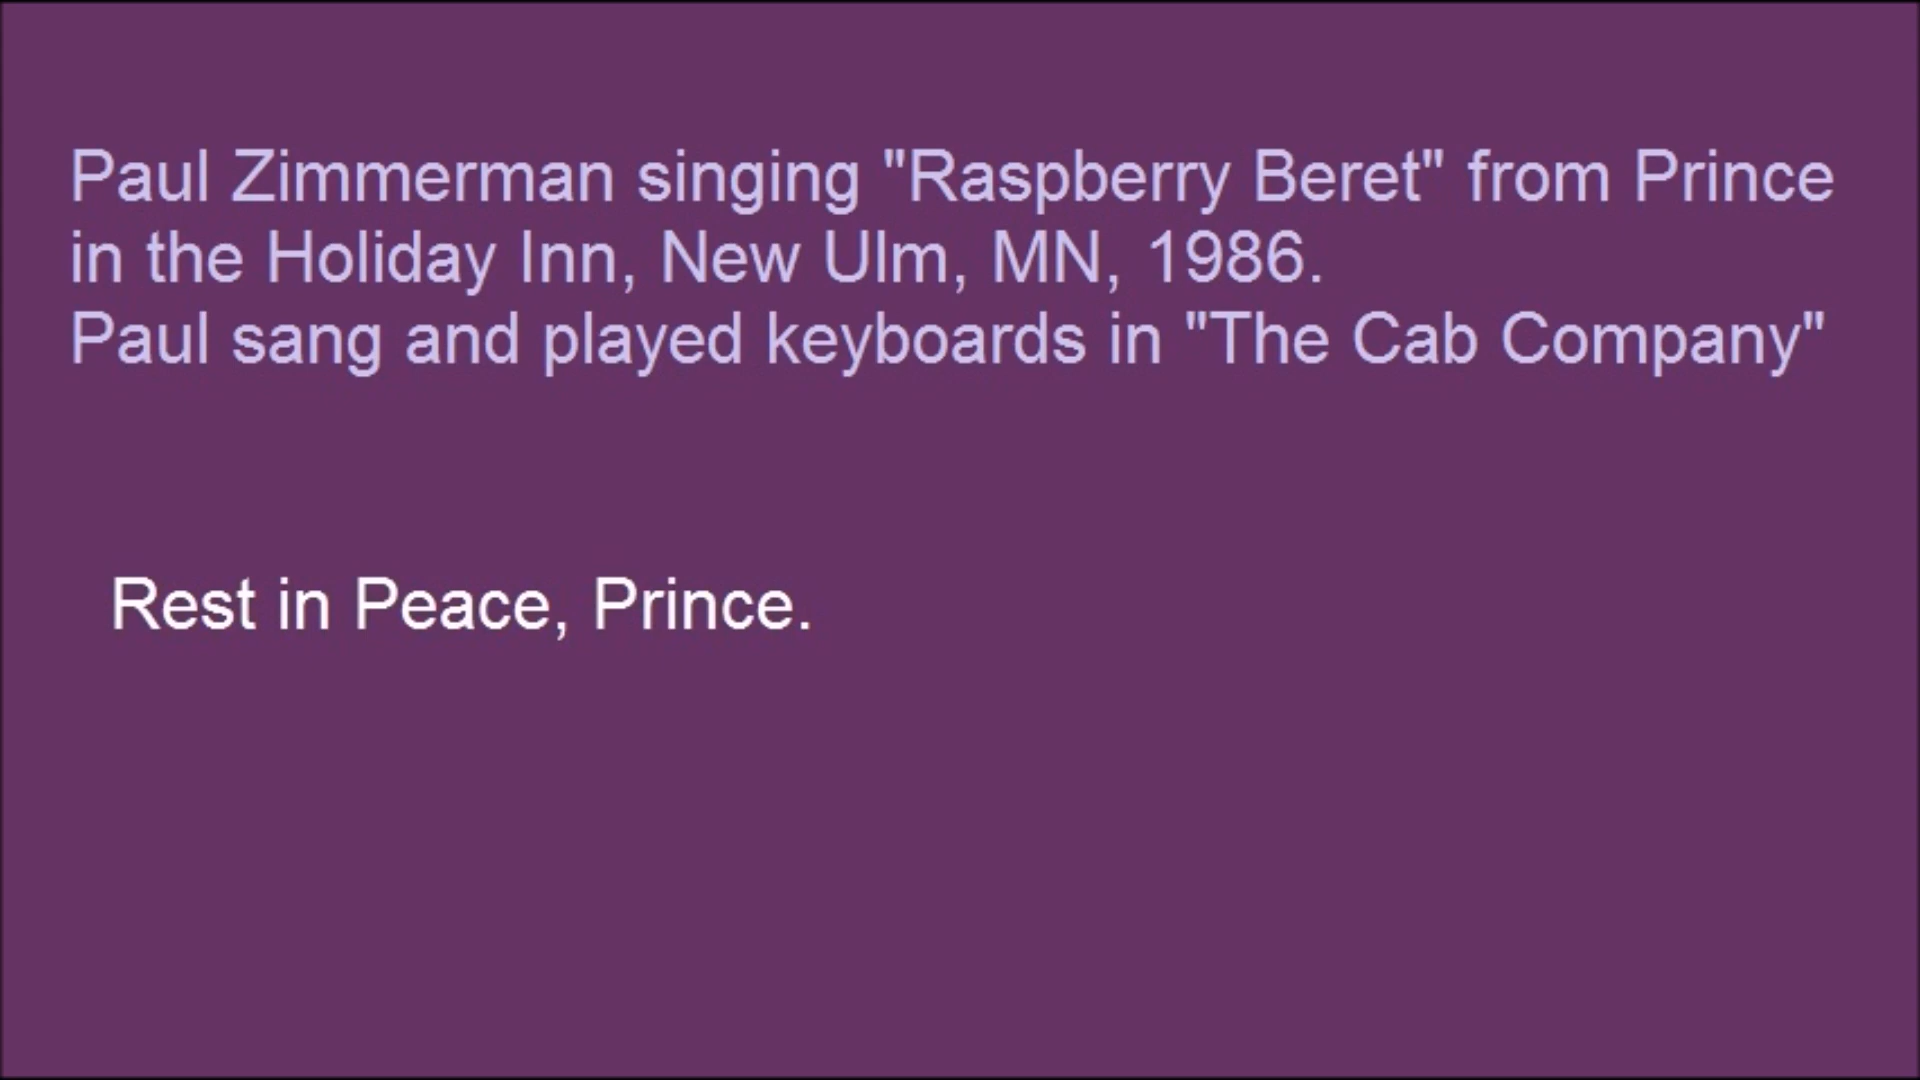 Paul Zimmerman singing "Raspberry Beret" from Prince
in the Holiday Inn, New Ulm, MN, 1986.
Paul sang and played keyboards in "The Cab Company"
Rest in Peace, Prince.